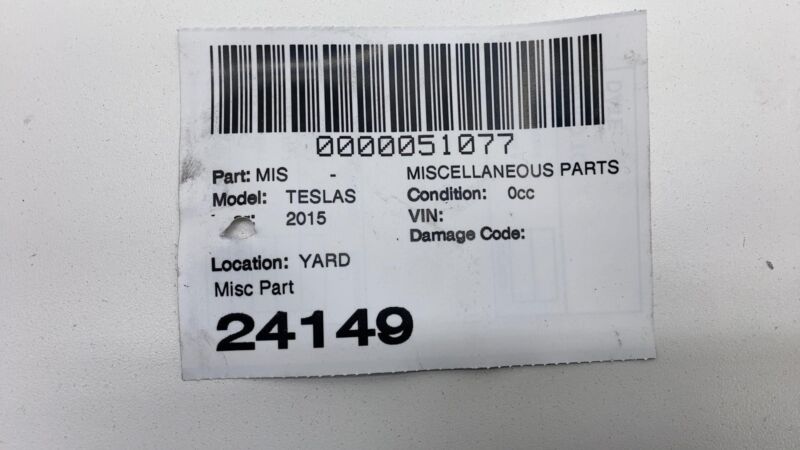 0000051077
Part: MIS - MISCELLANEOUS PARTS
Model: TESLAS Condition: 0cc
2015 VIN:
Damage Code:
Location: YARD
Misc Part
24149